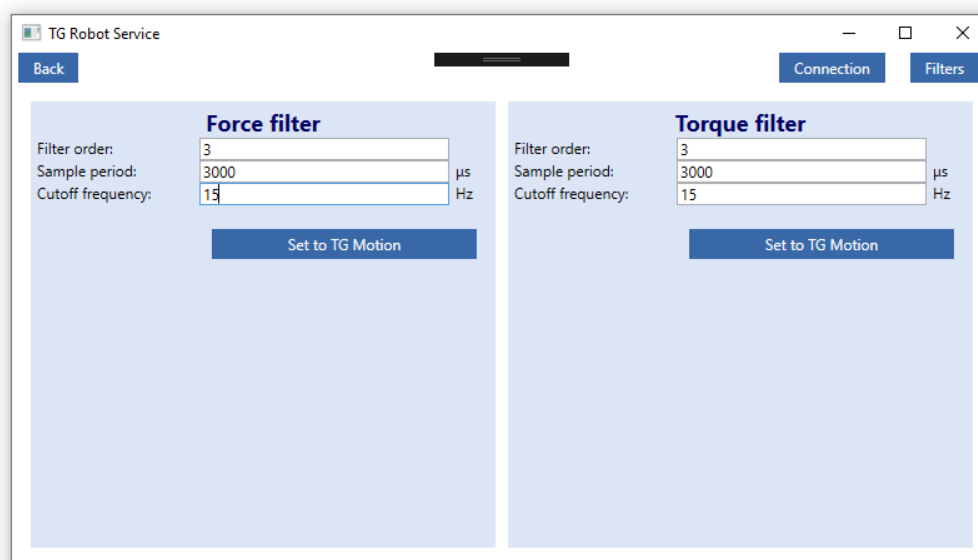 TG Robot Service
Back
Connection
Filters
Force filter
Filter order:
3
Sample period:
3000
µs
Cutoff frequency:
15
Hz
Set to TG Motion
Torque filter
Filter order:
3
Sample period:
3000
µs
Cutoff frequency:
15
Hz
Set to TG Motion